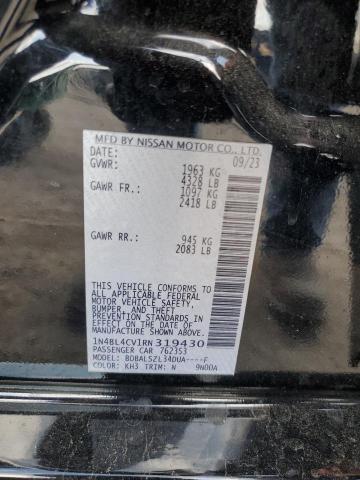 MFD BY NISSAN MOTOR CO., LTD.
DATE: 09/23
GVWR: 1963 KG
4328 LB
GAWR FR.: 1097 KG
2418 LB
GAWR RR.: 945 KG
2083 LB
THIS VEHICLE CONFORMS TO
ALL APPLICABLE FEDERAL
MOTOR VEHICLE SAFETY,
BUMPER, AND THEFT
PREVENTION STANDARDS
IN EFFECT ON THE DATE OF
MANUFACTURE SHOWN ABOVE.
1N4BL4CV1RN319430
PASSENGER CAR 762353
MODEL: BDBALSZL34DUA----F
COLOR: KH3 TRIM: N 9N00A